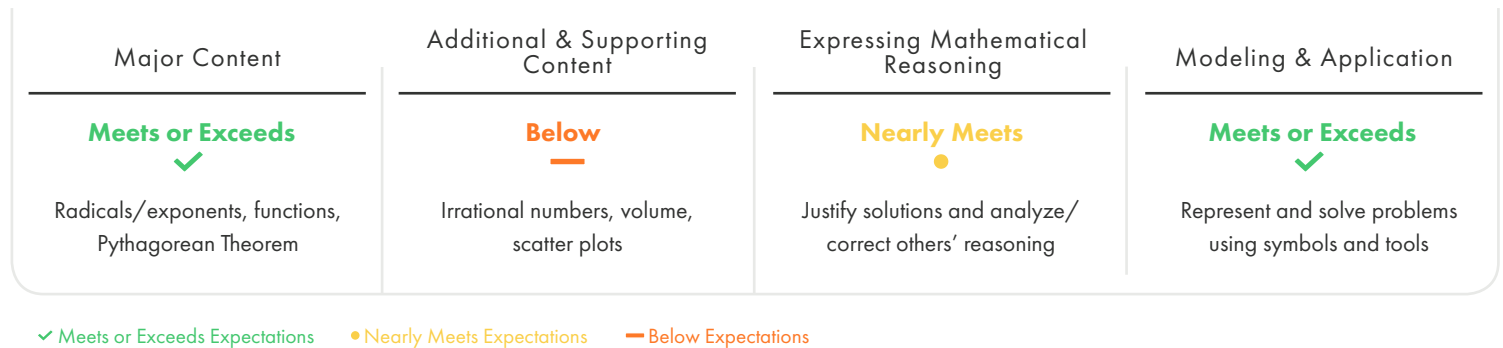 Major Content
Meets or Exceeds
Radicals/exponents, functions,
Pythagorean Theorem
Additional & Supporting
Content
Below
Irrational numbers, volume,
scatter plots
Expressing Mathematical
Reasoning
Nearly Meets
Justify solutions and analyze/
correct others’ reasoning
Modeling & Application
Meets or Exceeds
Represent and solve problems
using symbols and tools
Meets or Exceeds Expectations
Nearly Meets Expectations
Below Expectations